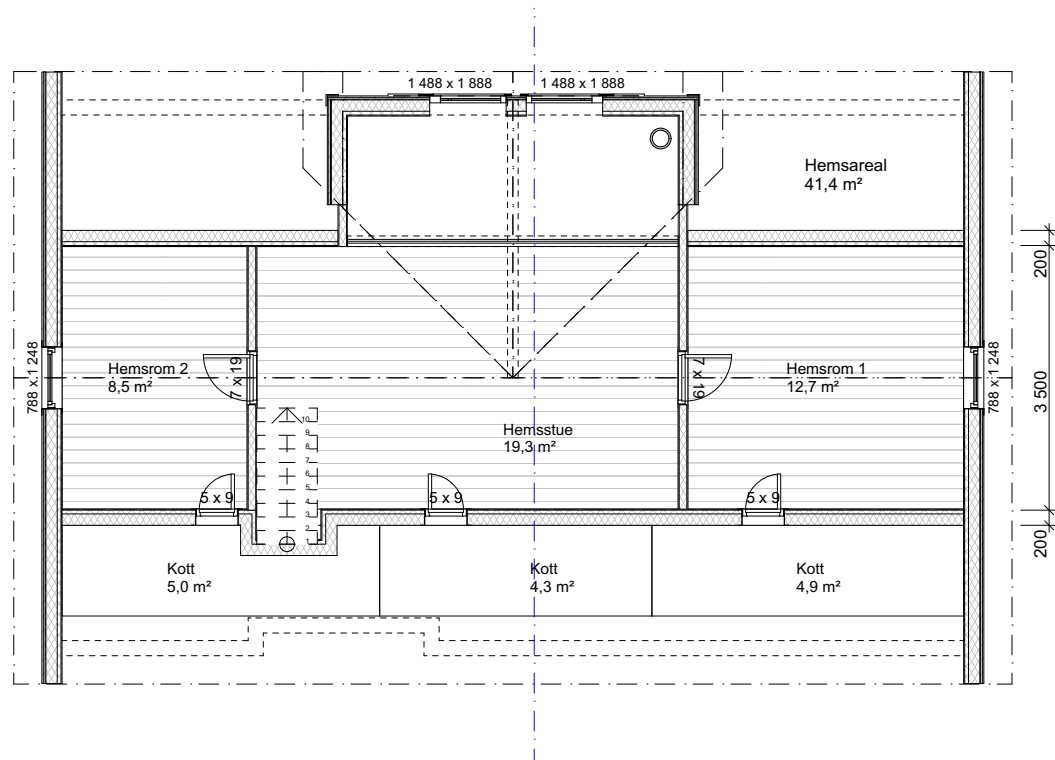 1 488 x 1 888
1 488 x 1 888
Hemsareal
41,4 m²
200
788 x 1 248
Hemsrom 2
8,5 m²
7 x 19
7 x 19
Hemsrom 1
12,7 m²
788 x 1 248
3 500
10
9
8
7
6
5
4
3
2
1
Hemsstue
19,3 m²
5 x 9
5 x 9
5 x 9
200
Kott
5,0 m²
Kott
4,3 m²
Kott
4,9 m²